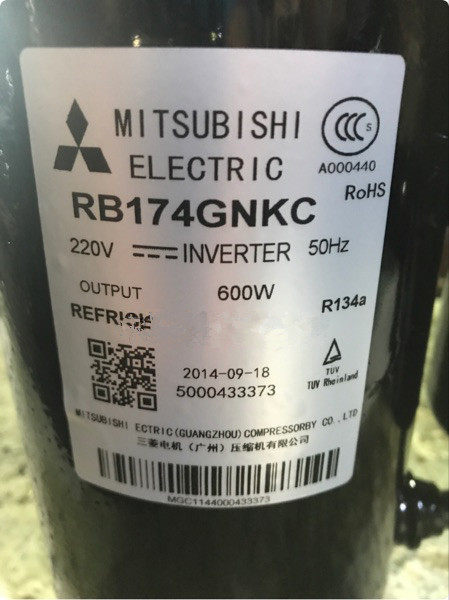 MITSUBISHI
ELECTRIC
CCC S
A000440
RoHS
RB174GNKC
220V INVERTER 50Hz
OUTPUT 600W
R134a
2014-09-18
5000433373
TUV
TUV Rheinland
MITSUBISHI ECTRIC(GUANGZHOU)COMPRESSORBY CO.,LTD
三菱电机（广州）压缩机有限公司
MGC1144000433373